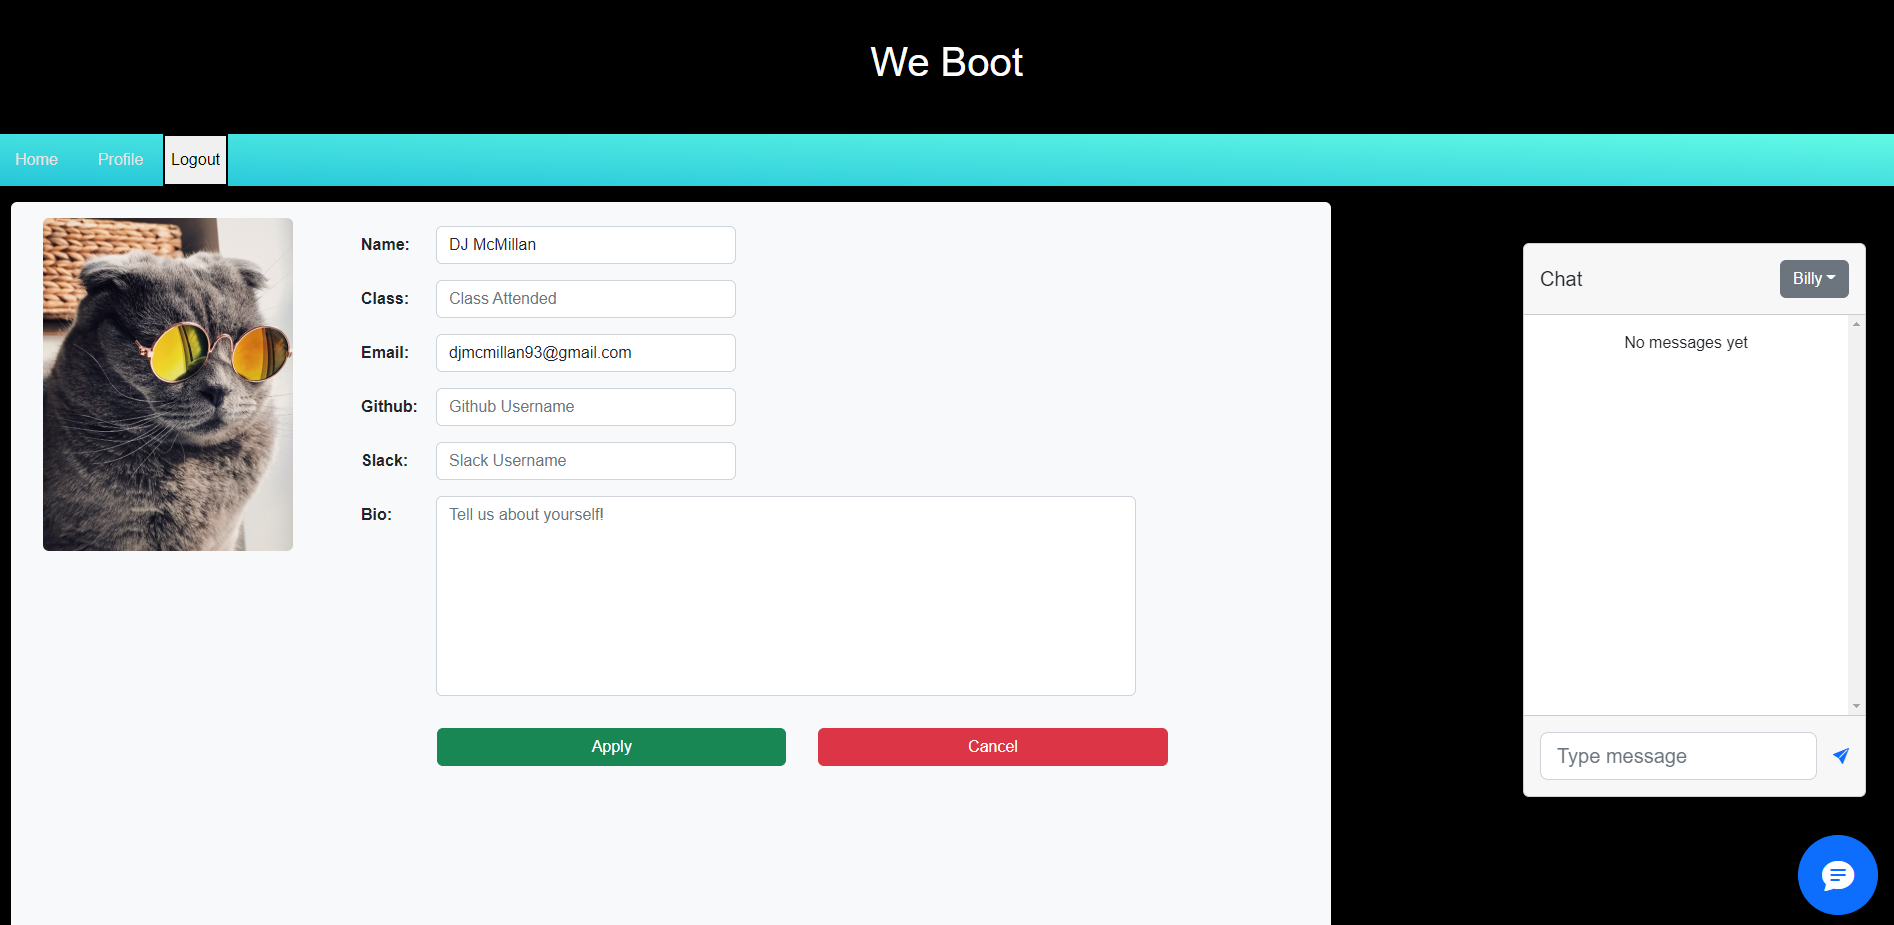 We Boot
Home Profile Logout
Name: DJ McMillan
Class: Class Attended
Email: djmcmillan93@gmail.com
Github: Github Username
Slack: Slack Username
Bio: Tell us about yourself!
Apply Cancel
Chat Billy
No messages yet
Type message